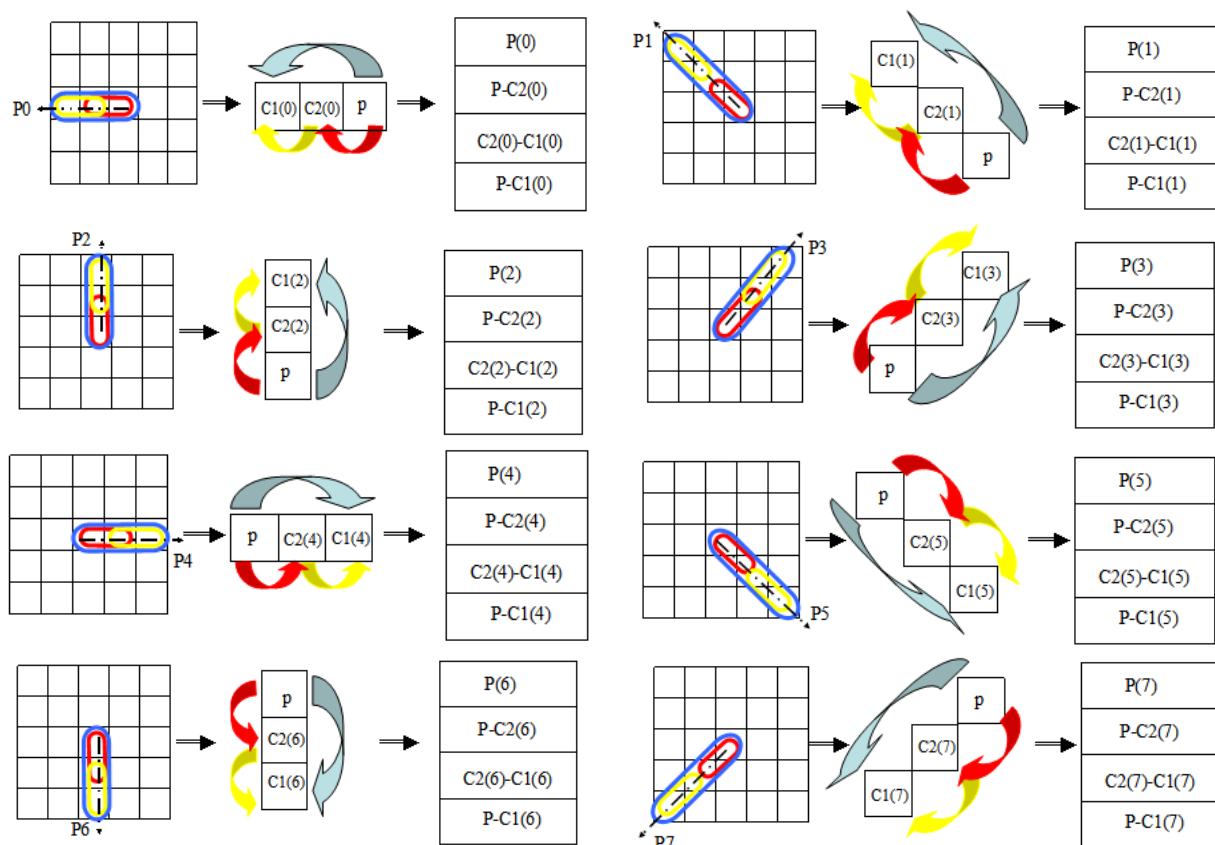 P0
C1(0) C2(0) p
P(0)
P-C2(0)
C2(0)-C1(0)
P-C1(0)
P1
C1(1)
C2(1)
p
P(1)
P-C2(1)
C2(1)-C1(1)
P-C1(1)
P2
C1(2)
C2(2)
p
P(2)
P-C2(2)
C2(2)-C1(2)
P-C1(2)
P3
C1(3)
C2(3)
p
P(3)
P-C2(3)
C2(3)-C1(3)
P-C1(3)
P4
p C2(4) C1(4)
P(4)
P-C2(4)
C2(4)-C1(4)
P-C1(4)
P5
p
C2(5)
C1(5)
P(5)
P-C2(5)
C2(5)-C1(5)
P-C1(5)
P6
p
C2(6)
C1(6)
P(6)
P-C2(6)
C2(6)-C1(6)
P-C1(6)
P7
p
C2(7)
C1(7)
P(7)
P-C2(7)
C2(7)-C1(7)
P-C1(7)